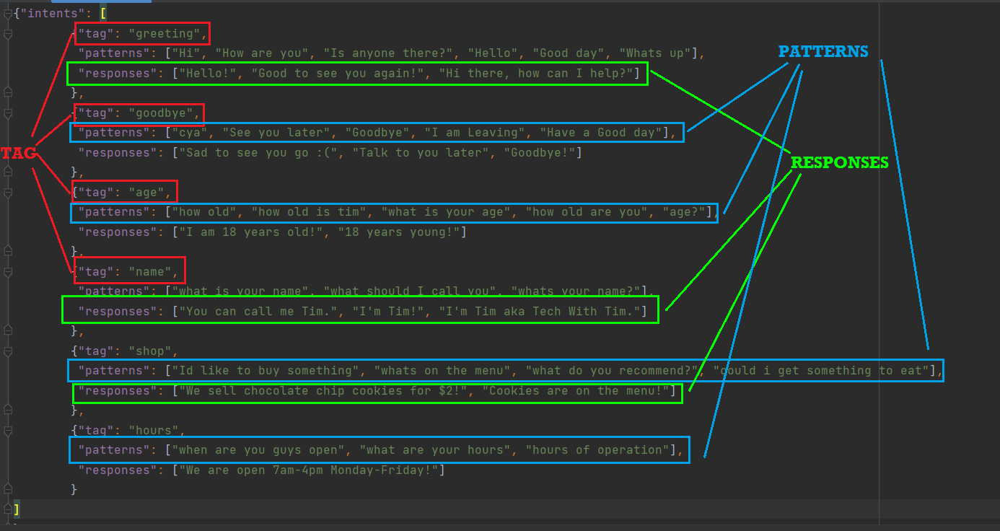 {"intents": [
{"tag": "greeting",
"patterns": ["Hi", "How are you", "Is anyone there?", "Hello", "Good day", "Whats up"],
PATTERNS
"responses": ["Hello!", "Good to see you again!", "Hi there, how can I help?"]
},
{"tag": "goodbye",
"patterns": ["cya", "See you later", "Goodbye", "I am Leaving", "Have a Good day"],
TAG
"responses": ["Sad to see you go :(", "Talk to you later", "Goodbye!"]
RESPONSES
},
{"tag": "age",
"patterns": ["how old", "how old is tim", "what is your age", "how old are you", "age?"],
"responses": ["I am 18 years old!", "18 years young!"]
},
{"tag": "name",
"patterns": ["what is your name", "what should I call you", "whats your name?"],
"responses": ["You can call me Tim.", "I'm Tim!", "I'm Tim aka Tech With Tim."]
},
{"tag": "shop",
"patterns": ["Id like to buy something", "whats on the menu", "what do you recommend?", "could i get something to eat"],
"responses": ["We sell chocolate chip cookies for $2!", "Cookies are on the menu!"]
},
{"tag": "hours",
"patterns": ["when are you guys open", "what are your hours", "hours of operation"],
"responses": ["We are open 7am-4pm Monday-Friday!"]
}
]